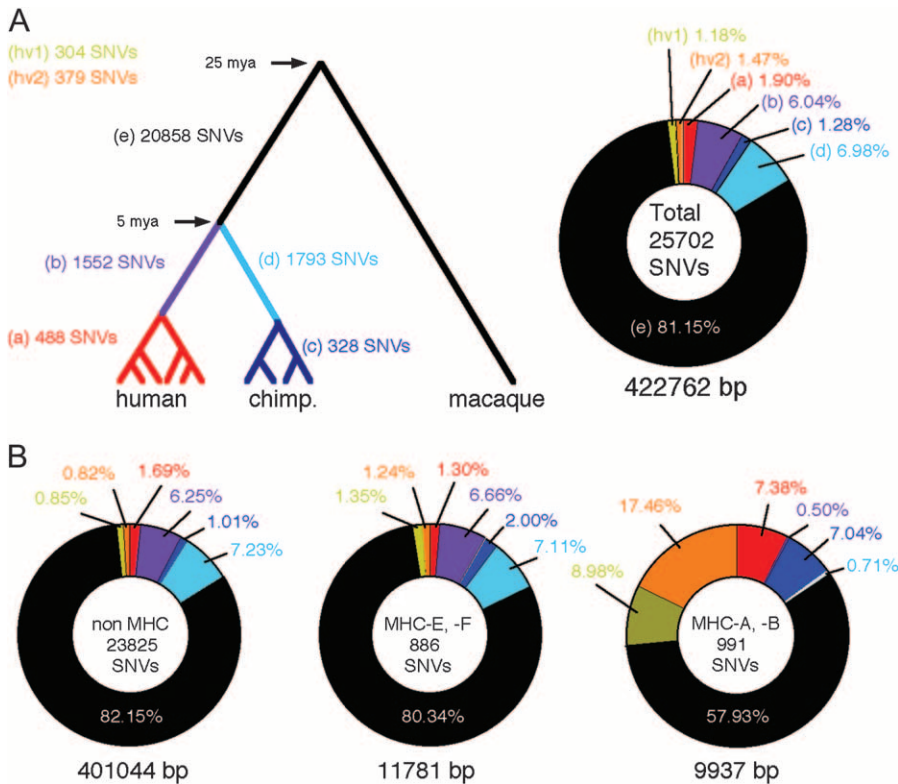 A
(hv1) 304 SNVs
(hv2) 379 SNVs
25 mya
(e) 20858 SNVs
5 mya
(b) 1552 SNVs
(d) 1793 SNVs
(a) 488 SNVs
(c) 328 SNVs
human
chimp.
macaque
(hv1) 1.18%
(hv2) 1.47%
(a) 1.90%
(b) 6.04%
(c) 1.28%
(d) 6.98%
Total
25702
SNVs
(e) 81.15%
422762 bp
B
0.85%
0.82%
1.69%
6.25%
1.01%
7.23%
non MHC
23825
SNVs
82.15%
401044 bp
1.35%
1.24%
1.30%
6.66%
2.00%
7.11%
MHC-E, -F
886
SNVs
80.34%
11781 bp
8.98%
17.46%
7.38%
0.50%
7.04%
0.71%
MHC-A, -B
991
SNVs
57.93%
9937 bp